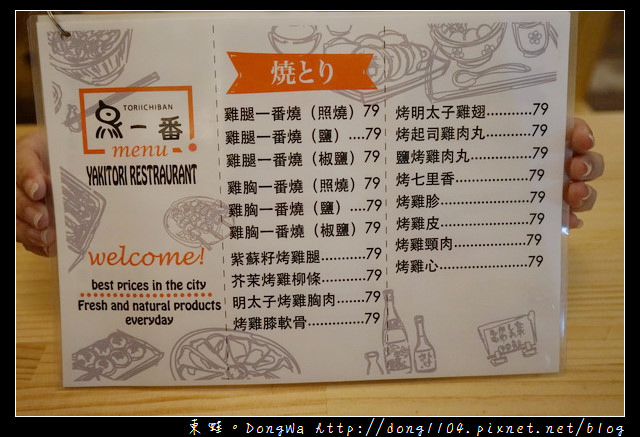 TORIICHIBAN
一番
menu
YAKITORI RESTRAURANT
welcome!
best prices in the city
Fresh and natural products
everyday
焼とり
雞腿一番燒（照燒）79
雞腿一番燒（鹽）....79
雞腿一番燒（椒鹽）79
雞胸一番燒（照燒）79
雞胸一番燒（鹽）....79
雞胸一番燒（椒鹽）79
紫蘇籽烤雞腿...........79
芥茉烤雞柳條...........79
明太子烤雞胸肉.......79
烤雞膝軟骨..............79
烤明太子雞翅...........79
烤起司雞肉丸...........79
鹽烤雞肉丸..............79
烤七里香.................79
烤雞胗....................79
烤雞皮....................79
烤雞頸肉.................79
烤雞心....................79
東蛙。DongWa http://dong1104.pixnet.net/blog